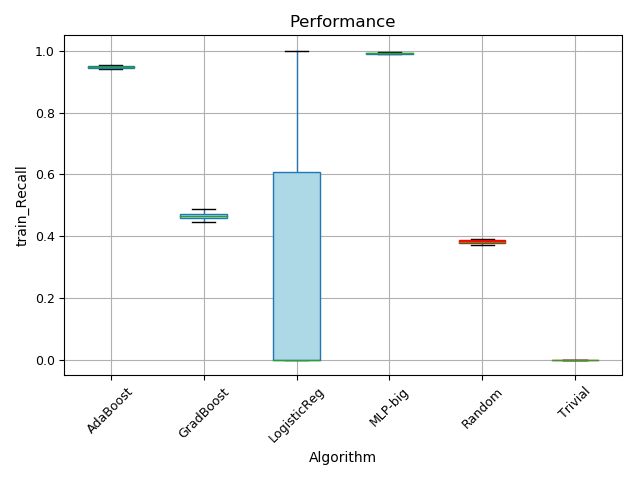 Performance
1.0
0.8
0.6
0.4
0.2
0.0
train_Recall
AdaBoost
GradBoost
LogisticReg
MLP-big
Random
Trivial
Algorithm